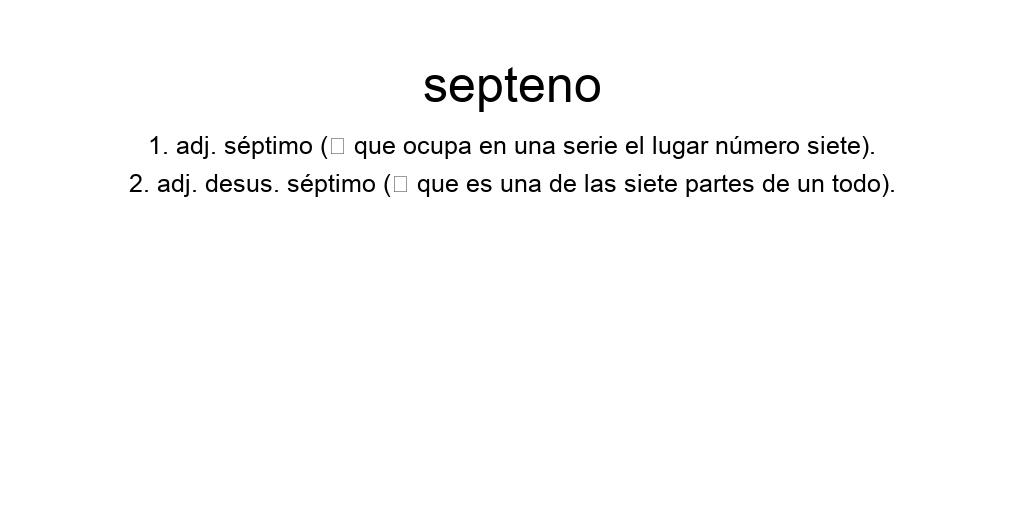 septeno
1. adj. séptimo (□ que ocupa en una serie el lugar número siete).
2. adj. desus. séptimo (□ que es una de las siete partes de un todo).